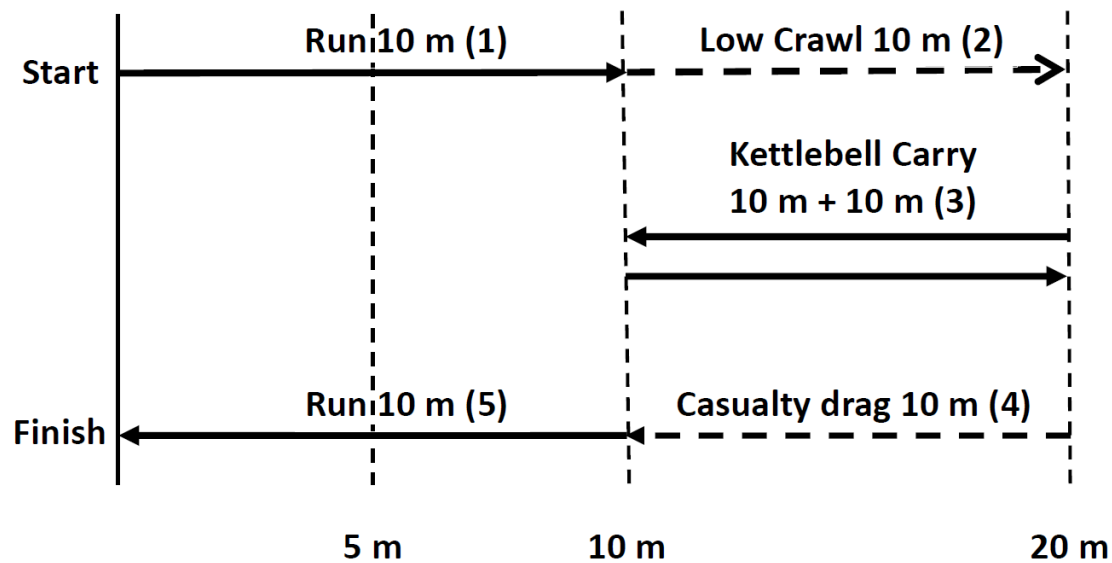 Run 10 m (1)
Low Crawl 10 m (2)
Start
Kettlebell Carry
10 m + 10 m (3)
Run 10 m (5)
Casualty drag 10 m (4)
Finish
5 m
10 m
20 m